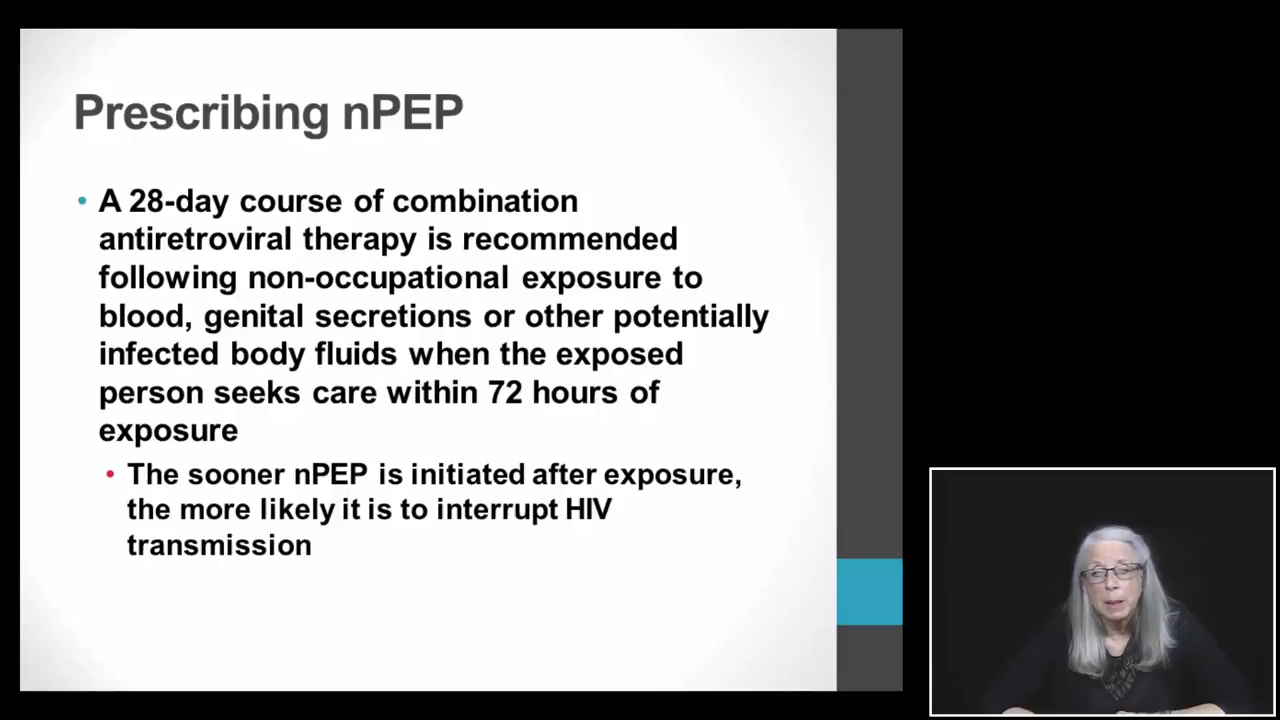 Prescribing nPEP
• A 28-day course of combination
antiretroviral therapy is recommended
following non-occupational exposure to
blood, genital secretions or other potentially
infected body fluids when the exposed
person seeks care within 72 hours of
exposure
• The sooner nPEP is initiated after exposure,
the more likely it is to interrupt HIV
transmission